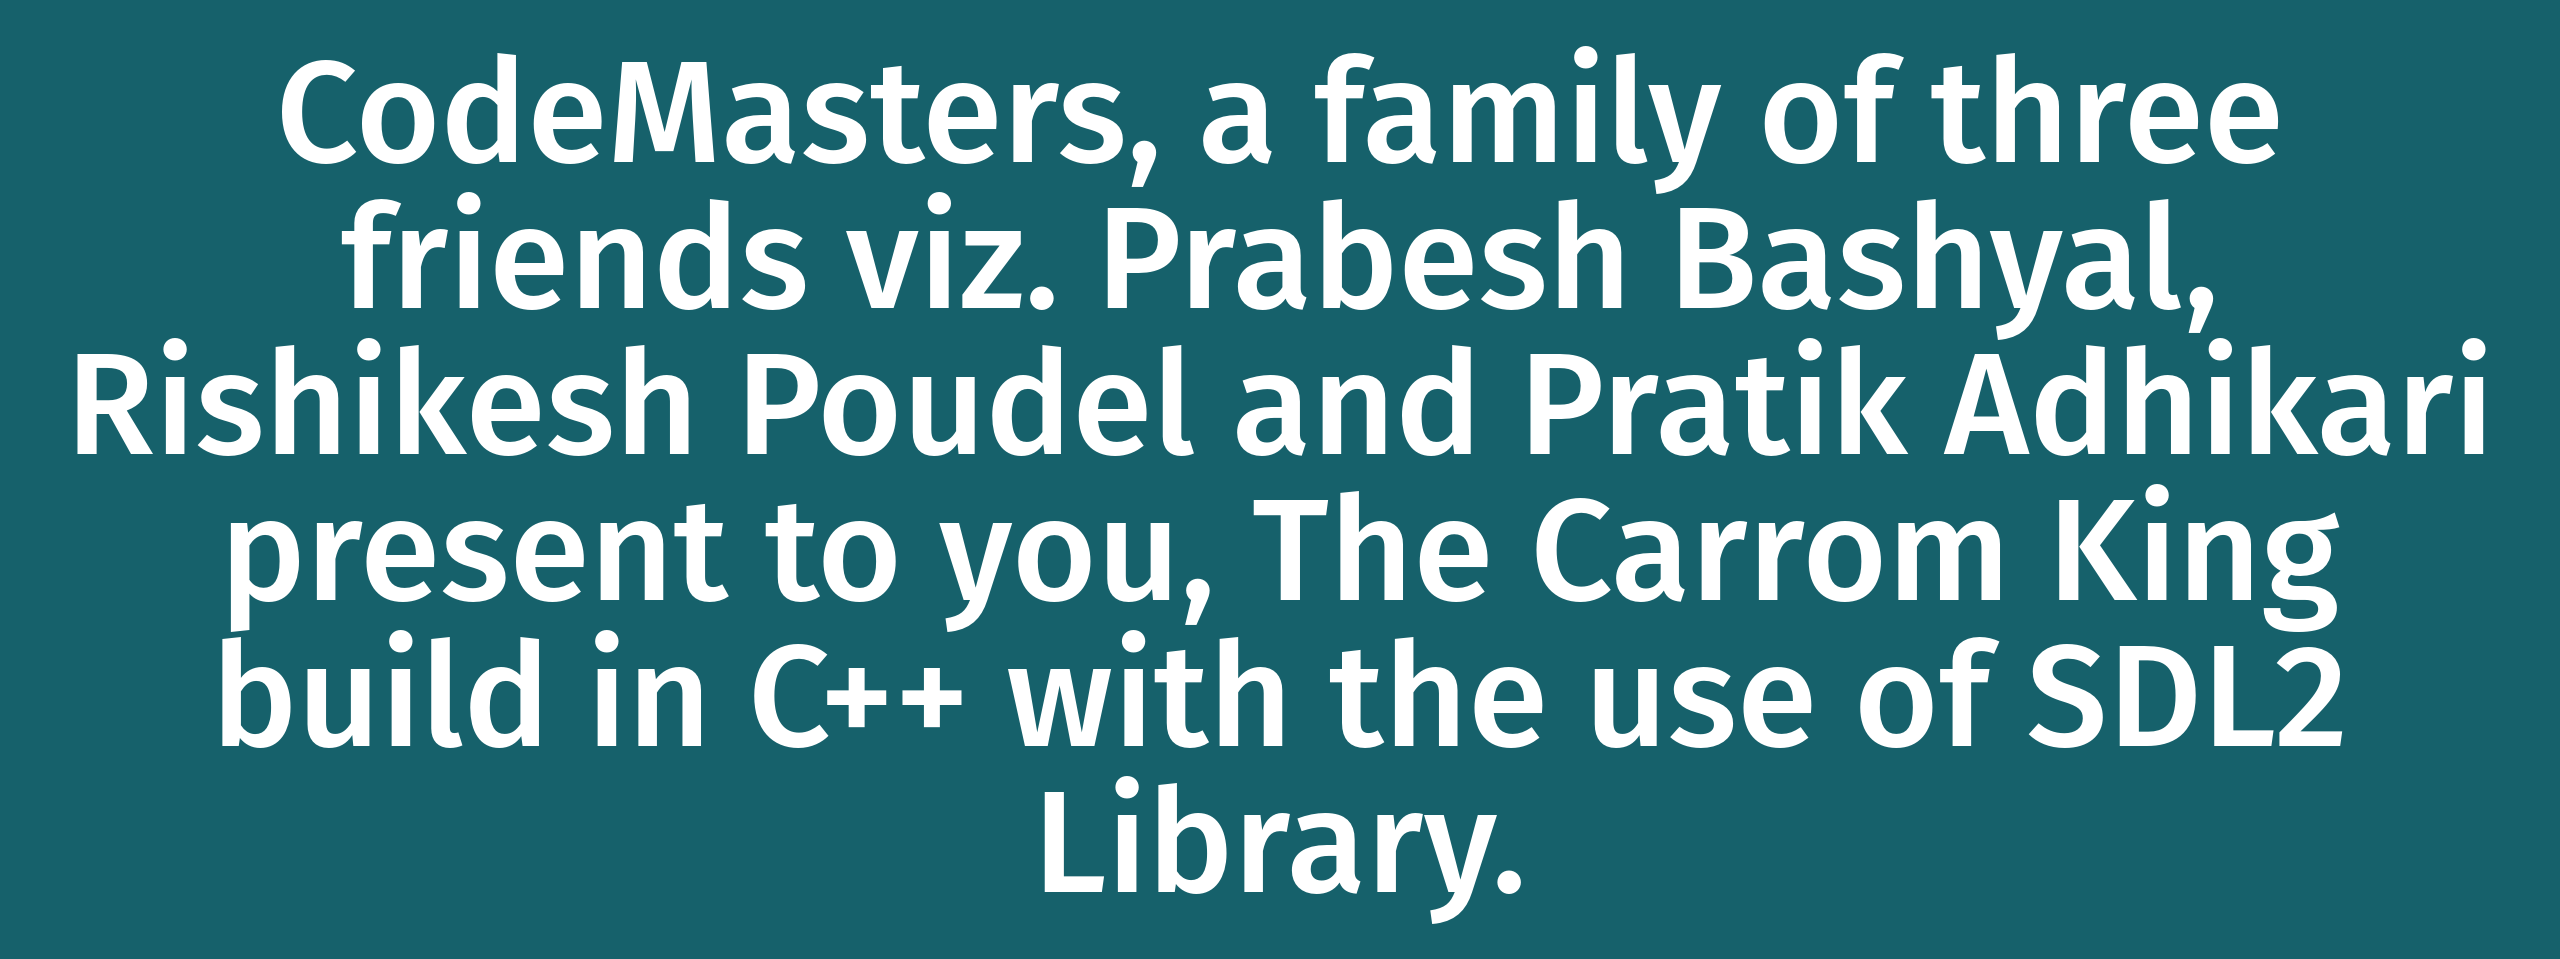 CodeMasters, a family of three
friends viz. Prabesh Bashyal,
Rishikesh Poudel and Pratik Adhikari
present to you, The Carrom King
build in C++ with the use of SDL2
Library.